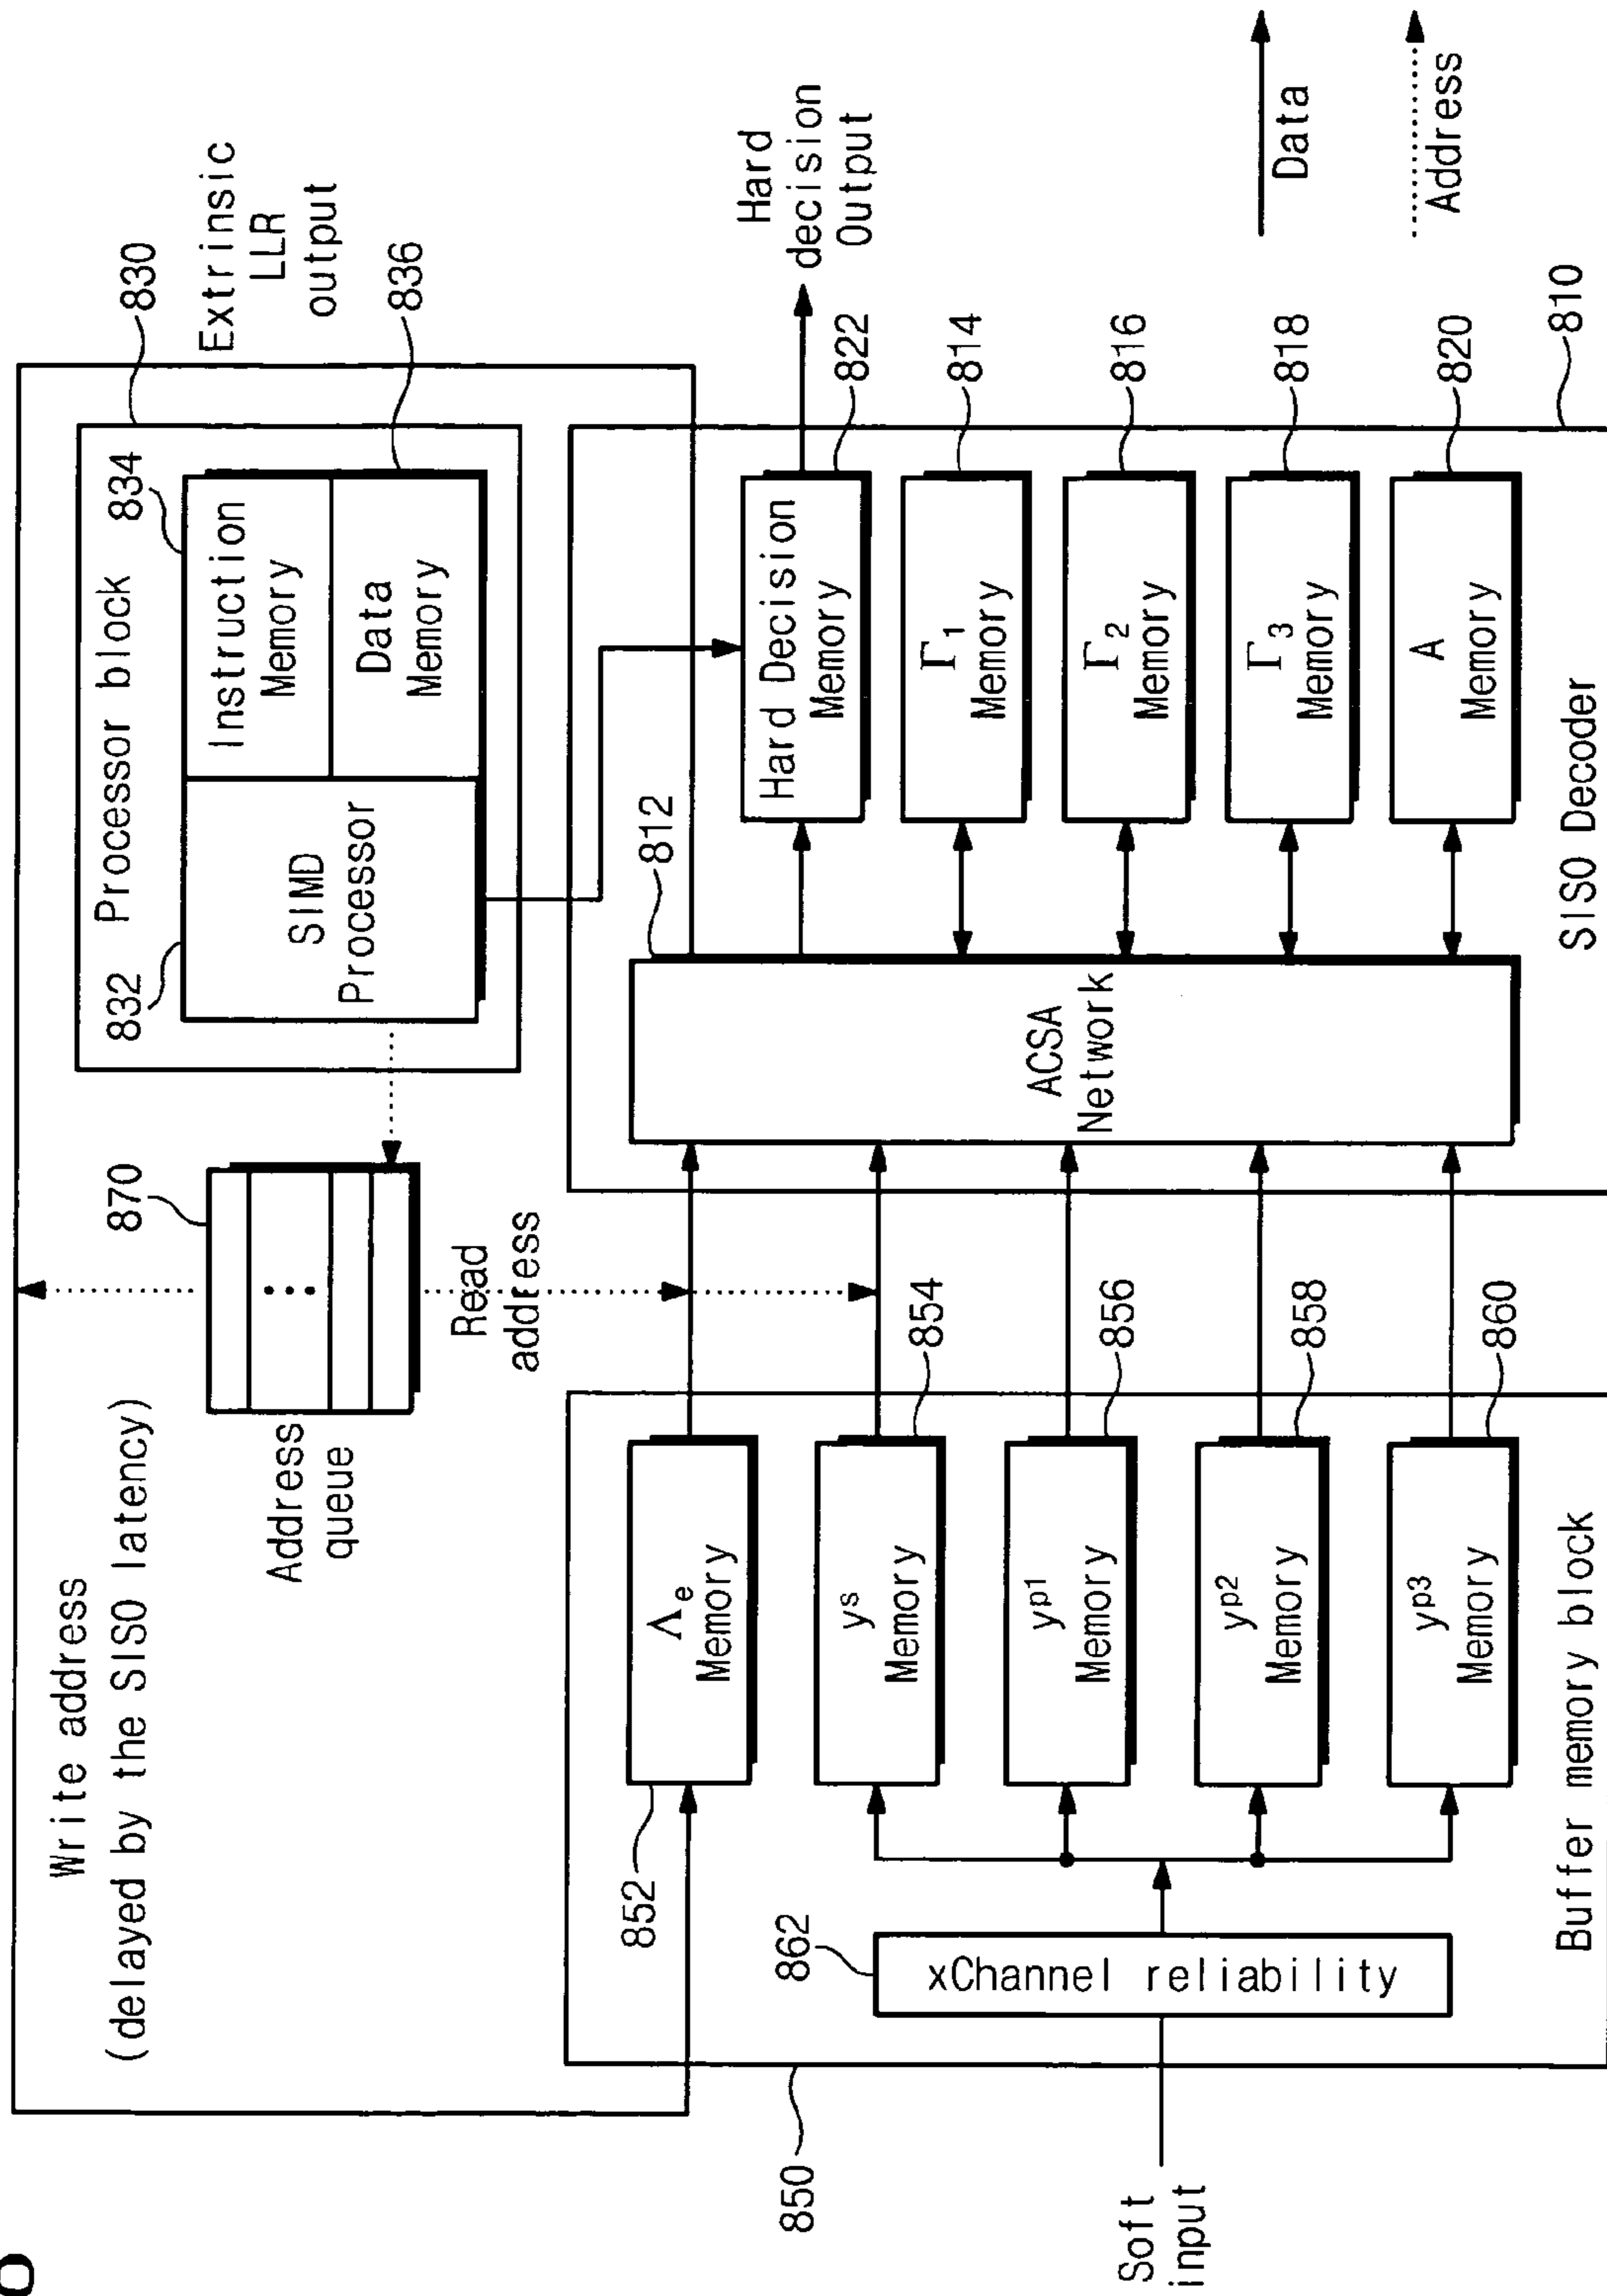 Write address
(delayed by the SISO latency)
Address
queue
870
Read
address
Processor block
830
832
834
836
SIMD
Processor
Instruction
Memory
Data
Memory
Extrinsic
LLR
output
850
Soft
input
862
xChannel reliability
852
Λe
Memory
ys
Memory
854
yp1
Memory
856
yp2
Memory
858
yp3
Memory
860
Buffer memory block
812
ACSA
Network
Hard Decision
Memory
822
Γ1
Memory
814
Γ2
Memory
816
Γ3
Memory
818
A
Memory
820
SISO Decoder
810
Hard
decision
Output
Data
Address